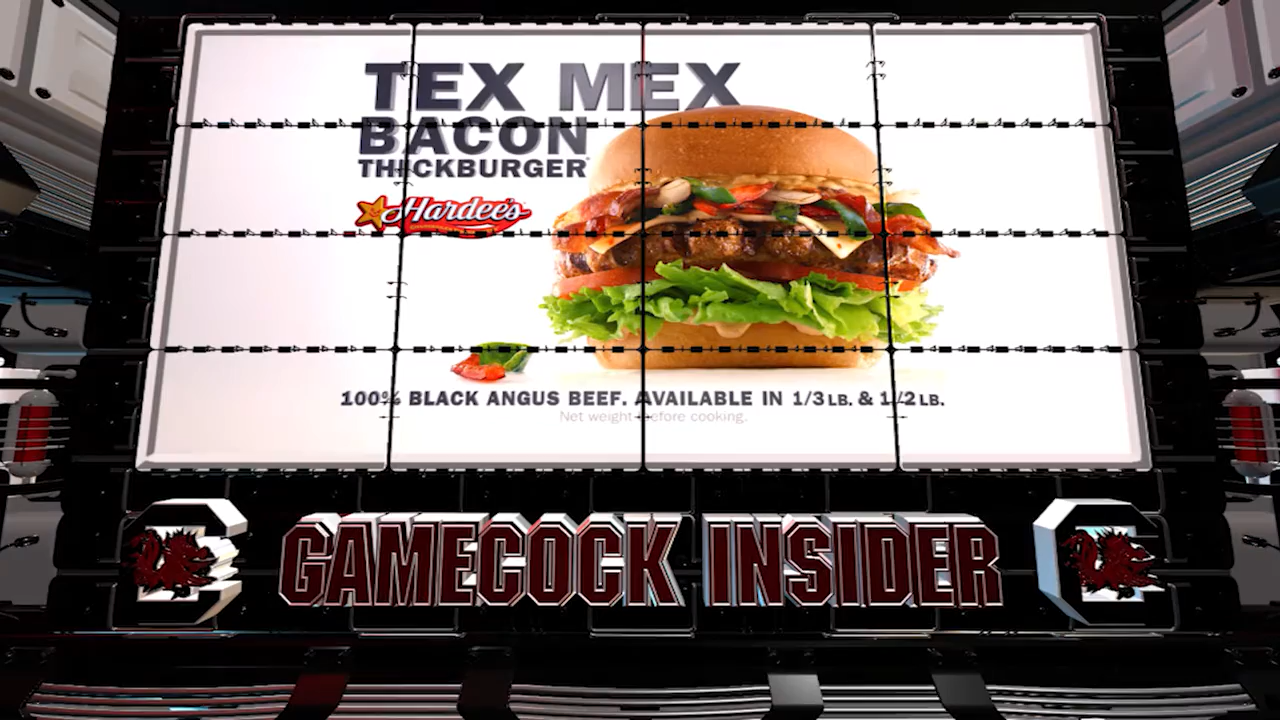 TEX MEX
BACON
THICKBURGER
Hardee's
100% BLACK ANGUS BEEF. AVAILABLE IN 1/3 LB. & 1/2 LB.
Net weight before cooking.
GAMECOCK INSIDER